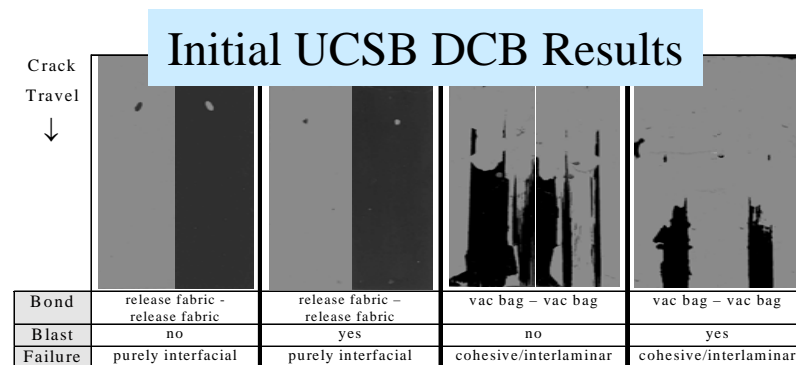 Initial UCSB DCB Results
Crack
Travel
↓
Bond
release fabric -
release fabric
release fabric –
release fabric
vac bag – vac bag
vac bag – vac bag
Blast
no
yes
no
yes
Failure
purely interfacial
purely interfacial
cohesive/interlaminar
cohesive/interlaminar